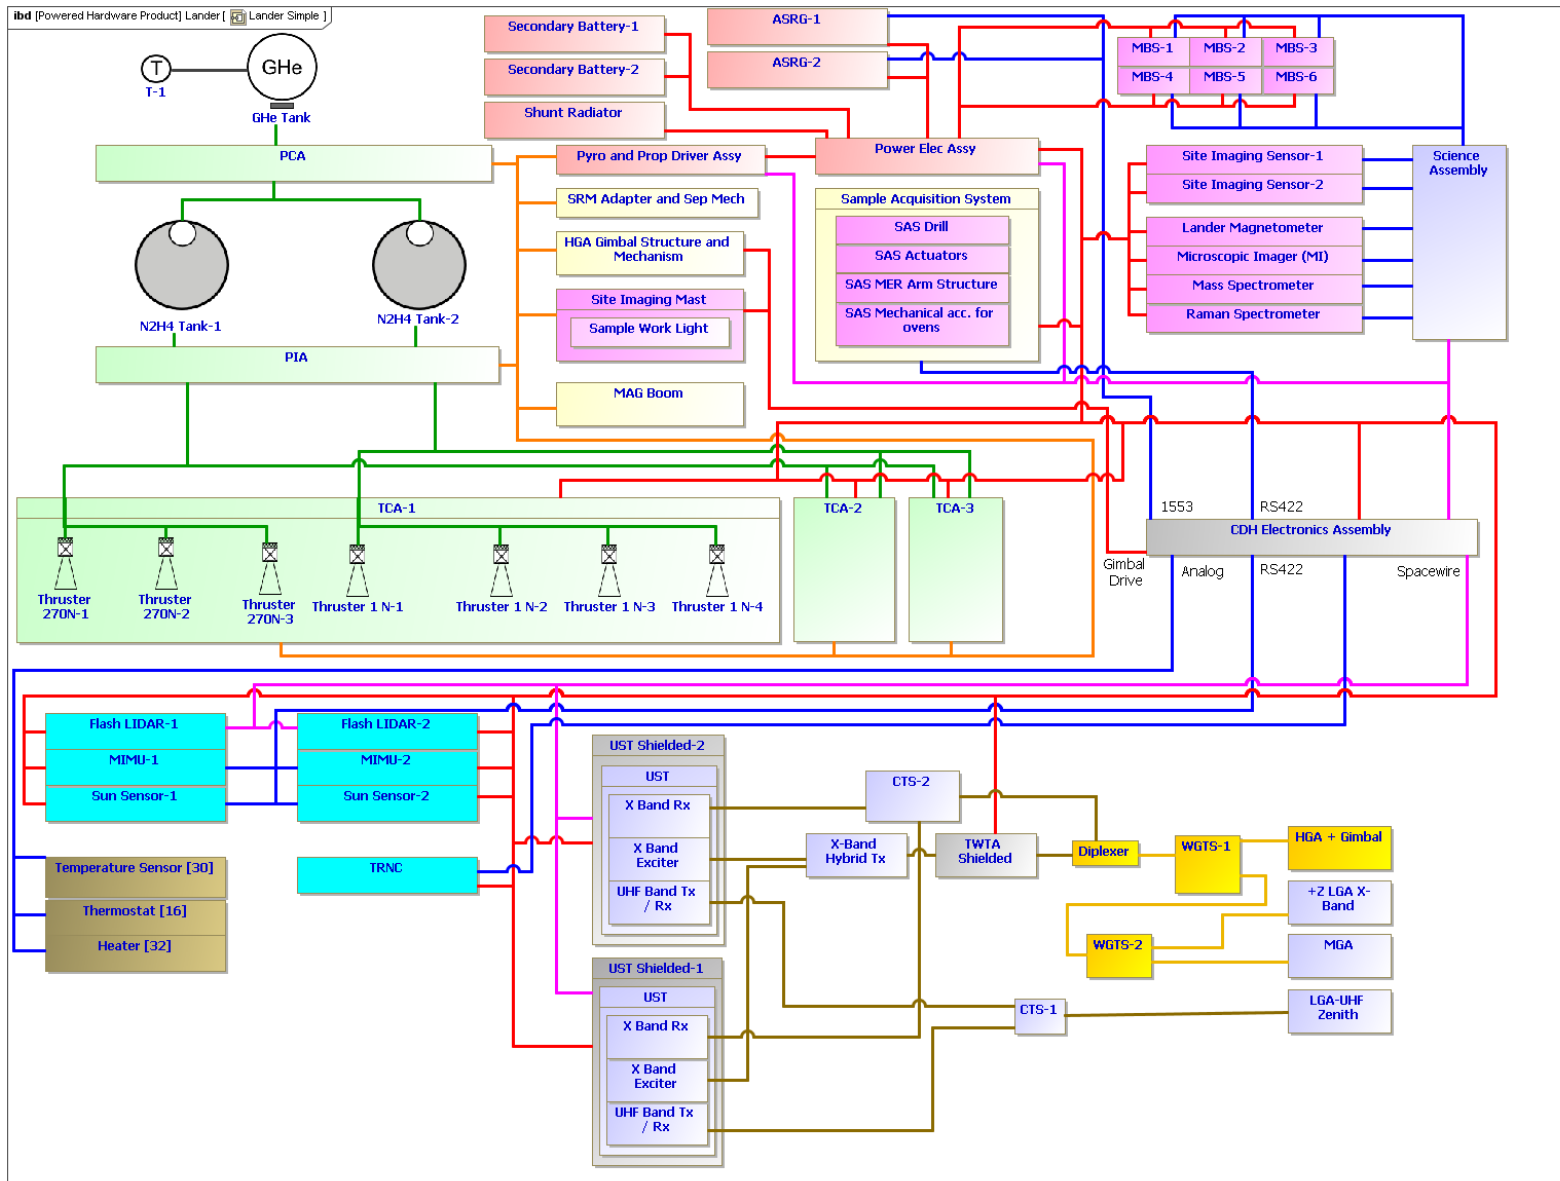 ibd [Powered Hardware Product] Lander [ Lander Simple ]
T
T-1
GHe
GHe Tank
PCA
N2H4 Tank-1
N2H4 Tank-2
PIA
Secondary Battery-1
Secondary Battery-2
Shunt Radiator
ASRG-1
ASRG-2
Pyro and Prop Driver Assy
Power Elec Assy
SRM Adapter and Sep Mech
HGA Gimbal Structure and
Mechanism
Site Imaging Mast
Sample Work Light
MAG Boom
Sample Acquisition System
SAS Drill
SAS Actuators
SAS MER Arm Structure
SAS Mechanical acc. for
ovens
MBS-1
MBS-2
MBS-3
MBS-4
MBS-5
MBS-6
Site Imaging Sensor-1
Site Imaging Sensor-2
Lander Magnetometer
Microscopic Imager (MI)
Mass Spectrometer
Raman Spectrometer
Science
Assembly
TCA-1
TCA-2
TCA-3
Thruster
270N-1
Thruster
270N-2
Thruster
270N-3
Thruster 1 N-1
Thruster 1 N-2
Thruster 1 N-3
Thruster 1 N-4
1553
RS422
CDH Electronics Assembly
Gimbal
Drive
Analog
RS422
Spacewire
Flash LIDAR-1
MIMU-1
Sun Sensor-1
Flash LIDAR-2
MIMU-2
Sun Sensor-2
Temperature Sensor [30]
Thermostat [16]
Heater [32]
TRNC
UST Shielded-2
UST
X Band Rx
X Band
Exciter
UHF Band Tx
/ Rx
UST Shielded-1
UST
X Band Rx
X Band
Exciter
UHF Band Tx
/ Rx
CTS-2
X-Band
Hybrid Tx
TWTA
Shielded
Diplexer
WGTS-1
HGA + Gimbal
+Z LGA X-
Band
WGTS-2
MGA
CTS-1
LGA-UHF
Zenith